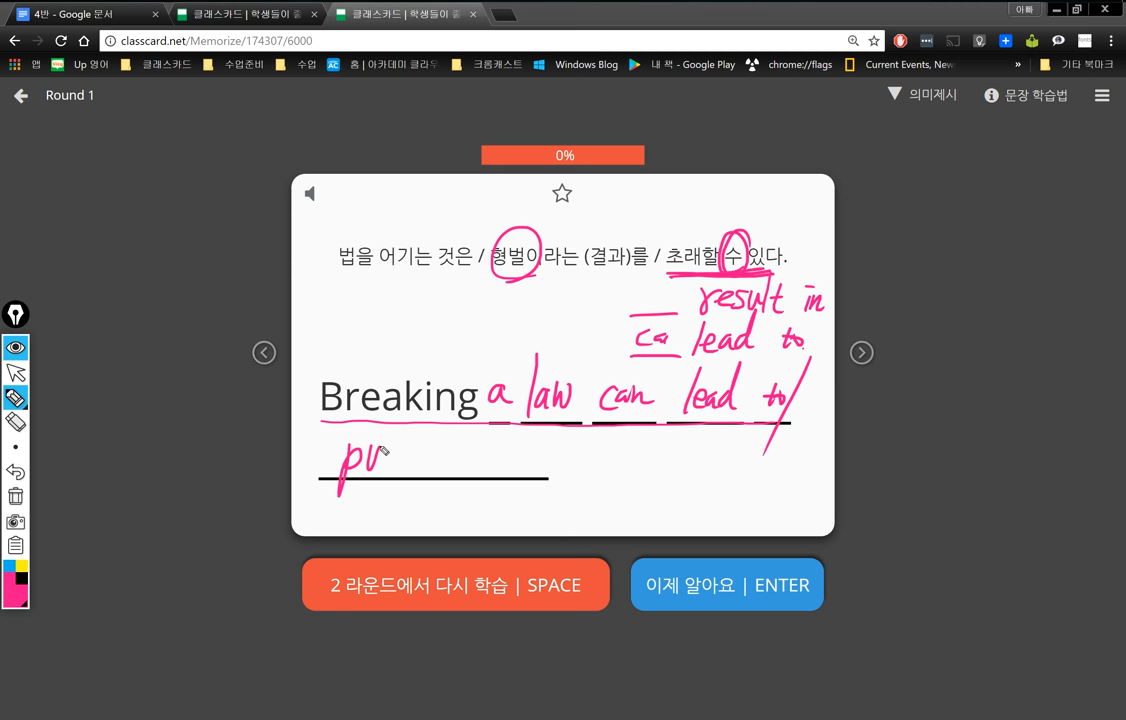 4반 - Google 문서
클래스카드 | 학생들이 좋
클래스카드 | 학생들이 좋
아빠
classcard.net/Memorize/174307/6000
앱
Up 영어
클래스카드
수업준비
수업
홈 | 아카데미 클라우
크롬캐스트
Windows Blog
내 책 - Google Play
chrome://flags
Current Events, New
»
기타 북마크
Round 1
의미제시
문장 학습법
0%
법을 어기는 것은 / 형벌이라는 (결과)를 / 초래할 수 있다.
result in
ca lead to
Breaking a law can lead to /
pu
2 라운드에서 다시 학습 | SPACE
이제 알아요 | ENTER